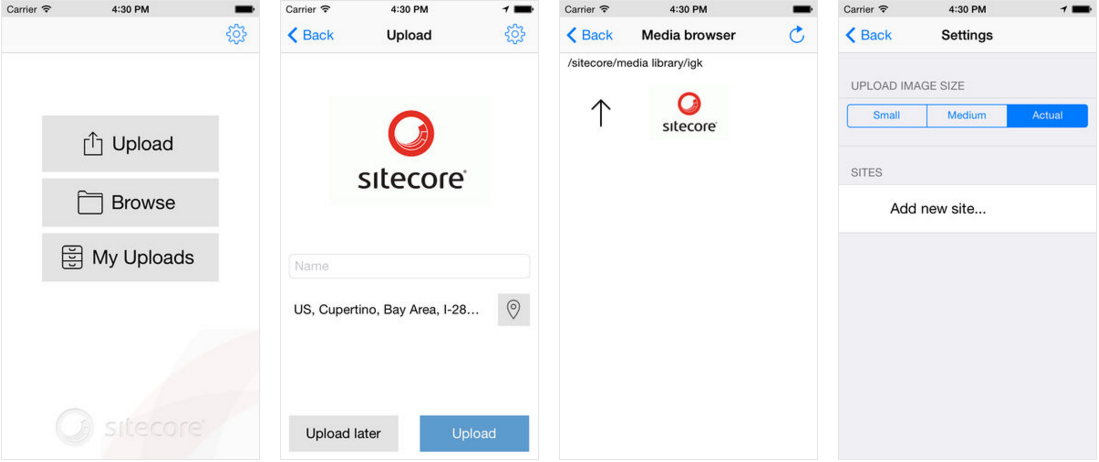 Carrier 4:30 PM
Upload
Browse
My Uploads
sitecore
Carrier 4:30 PM
Back Upload
sitecore
Name
US, Cupertino, Bay Area, I-28...
Upload later Upload
Carrier 4:30 PM
Back Media browser
/sitecore/media library/igk
sitecore
Carrier 4:30 PM
Back Settings
UPLOAD IMAGE SIZE
Small Medium Actual
SITES
Add new site...